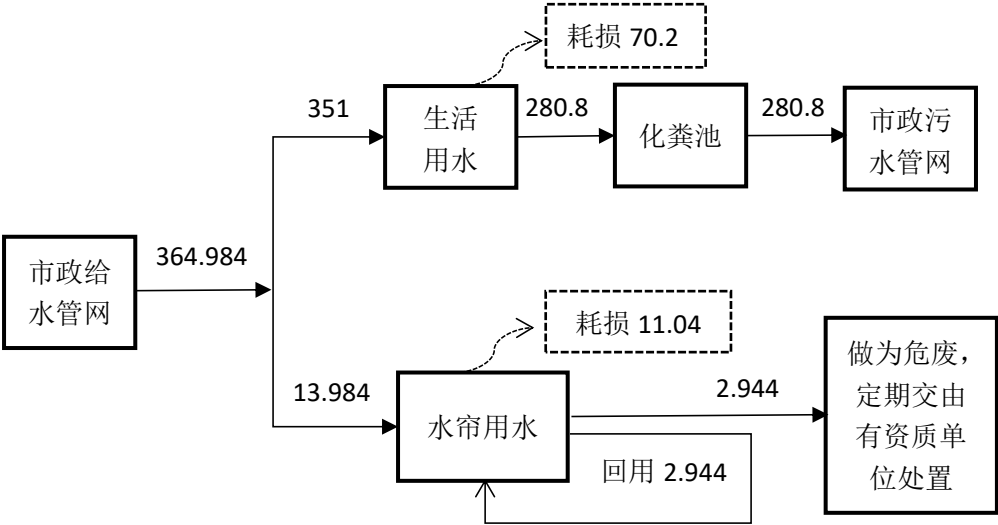 耗损 70.2
351
生活
用水
280.8
化粪池
280.8
市政污
水管网
市政给
水管网
364.984
耗损 11.04
13.984
水帘用水
2.944
做为危废，
定期交由
有资质单
位处置
回用 2.944